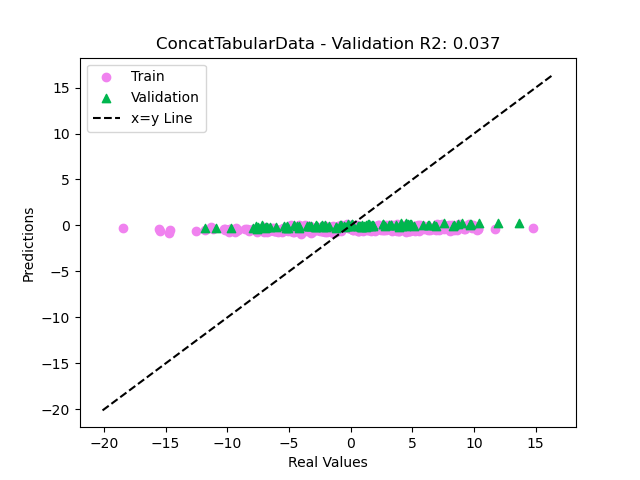 ConcatTabularData - Validation R2: 0.037
Train
Validation
x=y Line
15
10
5
0
−5
−10
−15
−20
Predictions
−20 −15 −10 −5 0 5 10 15
Real Values